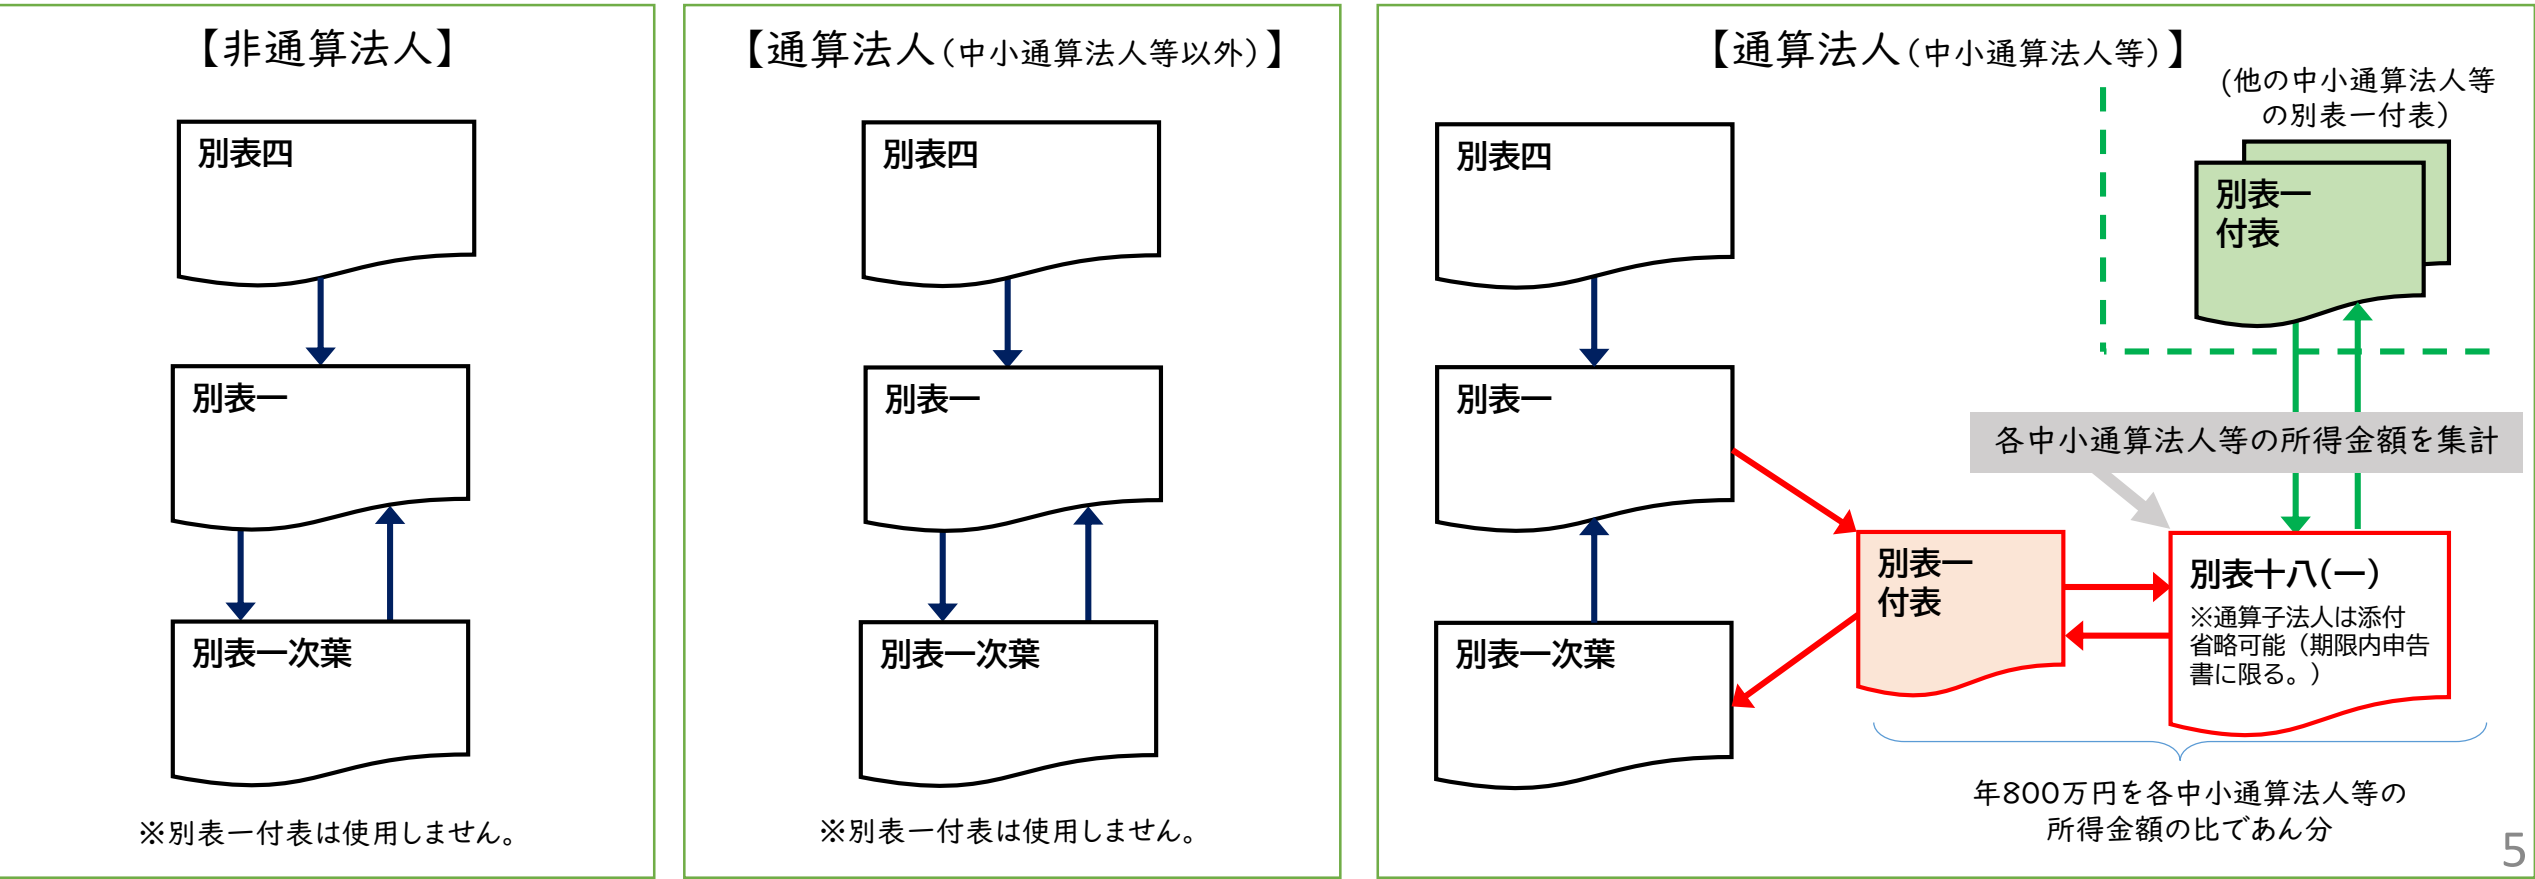 【非通算法人】
別表四
別表一
別表一次葉
※別表一付表は使用しません。
【通算法人(中小通算法人等以外)】
別表四
別表一
別表一次葉
※別表一付表は使用しません。
【通算法人(中小通算法人等)】
(他の中小通算法人等
の別表一付表)
別表四
別表一
付表
別表一
各中小通算法人等の所得金額を集計
別表一
付表
別表十八(一)
※通算子法人は添付
省略可能（期限内申告
書に限る。）
別表一次葉
年800万円を各中小通算法人等の
所得金額の比であん分
5